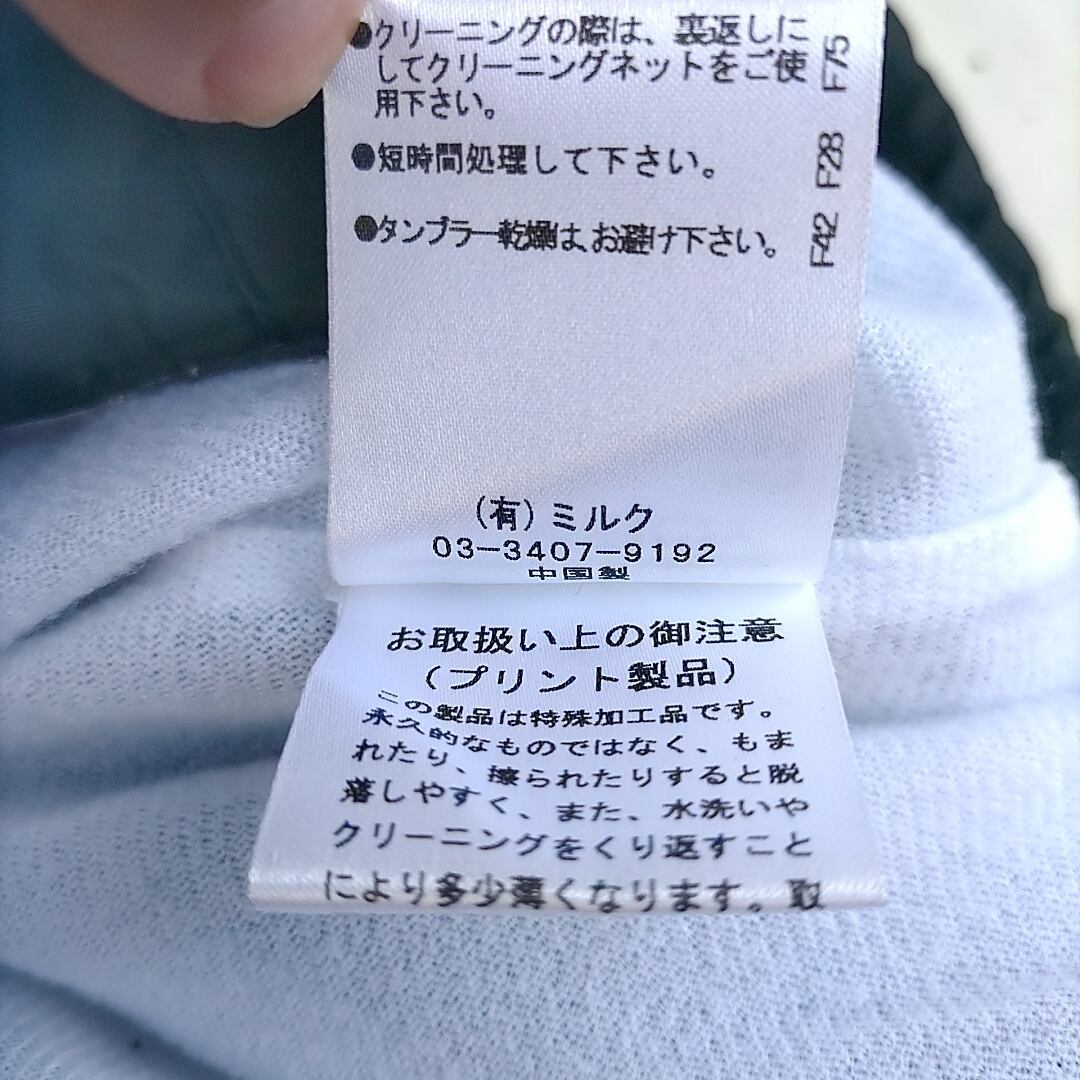 ●クリーニングの際は、裏返しに
してクリーニングネットをご使
用下さい。
●短時間処理して下さい。
●タンブラー乾燥は、お避け下さい。
F75
F28
F42
(有)ミルク
03-3407-9192
中国製
お取扱い上の御注意
(プリント製品)
この製品は特殊加工品です。
永久的なものではなく、もま
れたり、擦られたりすると脱
落しやすく、また、水洗いや
クリーニングをくり返すこと
により多少薄くなります。取